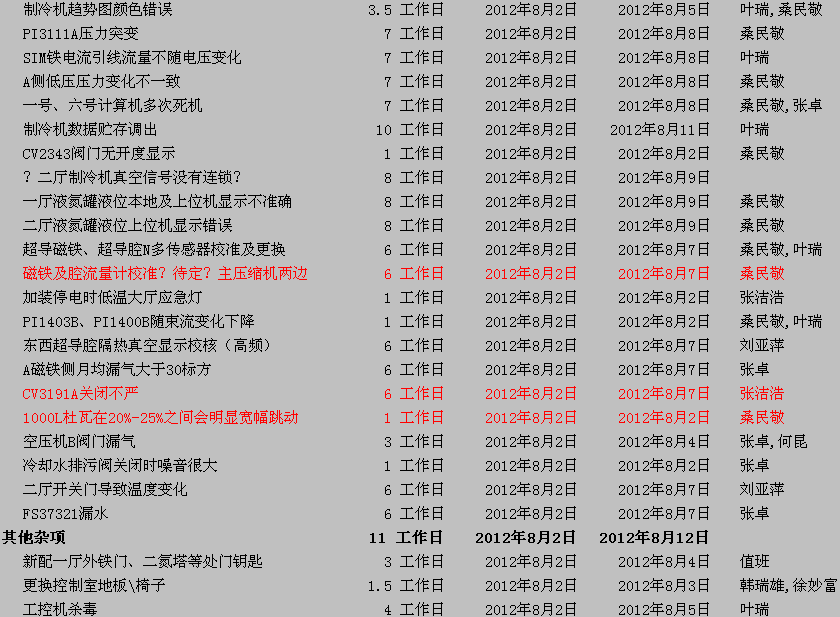 制冷机趋势图颜色错误 3.5 工作日 2012年8月2日 2012年8月5日 叶瑞,桑民敬
PI3111A压力突变 7 工作日 2012年8月2日 2012年8月8日 桑民敬
SIM铁电流引线流量不随电压变化 7 工作日 2012年8月2日 2012年8月8日 叶瑞
A侧低压压力变化不一致 7 工作日 2012年8月2日 2012年8月8日 桑民敬
一号、六号计算机多次死机 7 工作日 2012年8月2日 2012年8月8日 桑民敬,张卓
制冷机数据贮存调出 10 工作日 2012年8月2日 2012年8月11日 叶瑞
CV2343阀门无开度显示 1 工作日 2012年8月2日 2012年8月2日 桑民敬
？二厅制冷机真空信号没有连锁？ 8 工作日 2012年8月2日 2012年8月9日
一厅液氮罐液位本地及上位机显示不准确 8 工作日 2012年8月2日 2012年8月9日 桑民敬
二厅液氮罐液位上位机显示错误 8 工作日 2012年8月2日 2012年8月9日 桑民敬
超导磁铁、超导腔N多传感器校准及更换 6 工作日 2012年8月2日 2012年8月7日 桑民敬,叶瑞
磁铁及腔流量计校准？待定？主压缩机两边 6 工作日 2012年8月2日 2012年8月7日 桑民敬
加装停电时低温大厅应急灯 1 工作日 2012年8月2日 2012年8月2日 张洁浩
PI1403B、PI1400B随束流变化下降 1 工作日 2012年8月2日 2012年8月2日 桑民敬,叶瑞
东西超导腔隔热真空显示校核（高频） 6 工作日 2012年8月2日 2012年8月7日 刘亚萍
A磁铁侧月均漏气大于30标方 6 工作日 2012年8月2日 2012年8月7日 张卓
CV3191A关闭不严 6 工作日 2012年8月2日 2012年8月7日 张洁浩
1000L杜瓦在20%-25%之间会明显宽幅跳动 1 工作日 2012年8月2日 2012年8月2日 桑民敬
空压机B阀门漏气 3 工作日 2012年8月2日 2012年8月4日 张卓,何昆
冷却水排污阀关闭时噪音很大 1 工作日 2012年8月2日 2012年8月2日 张卓
二厅开关门导致温度变化 6 工作日 2012年8月2日 2012年8月7日 刘亚萍
FS37321漏水 6 工作日 2012年8月2日 2012年8月7日 张卓
其他杂项 11 工作日 2012年8月2日 2012年8月12日
新配一厅外铁门、二氮塔等处门钥匙 3 工作日 2012年8月2日 2012年8月4日 值班
更换控制室地板\椅子 1.5 工作日 2012年8月2日 2012年8月3日 韩瑞雄,徐妙富
工控机杀毒 4 工作日 2012年8月2日 2012年8月5日 叶瑞